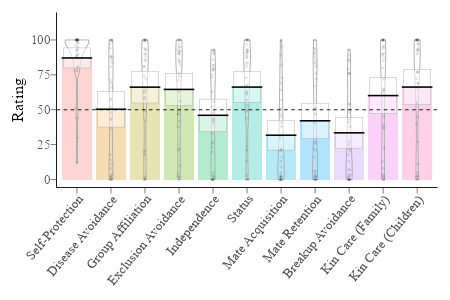 Rating
100
75
50
25
0
Self-Protection
Disease Avoidance
Group Affiliation
Exclusion Avoidance
Independence
Status
Mate Acquisition
Mate Retention
Breakup Avoidance
Kin Care (Family)
Kin Care (Children)